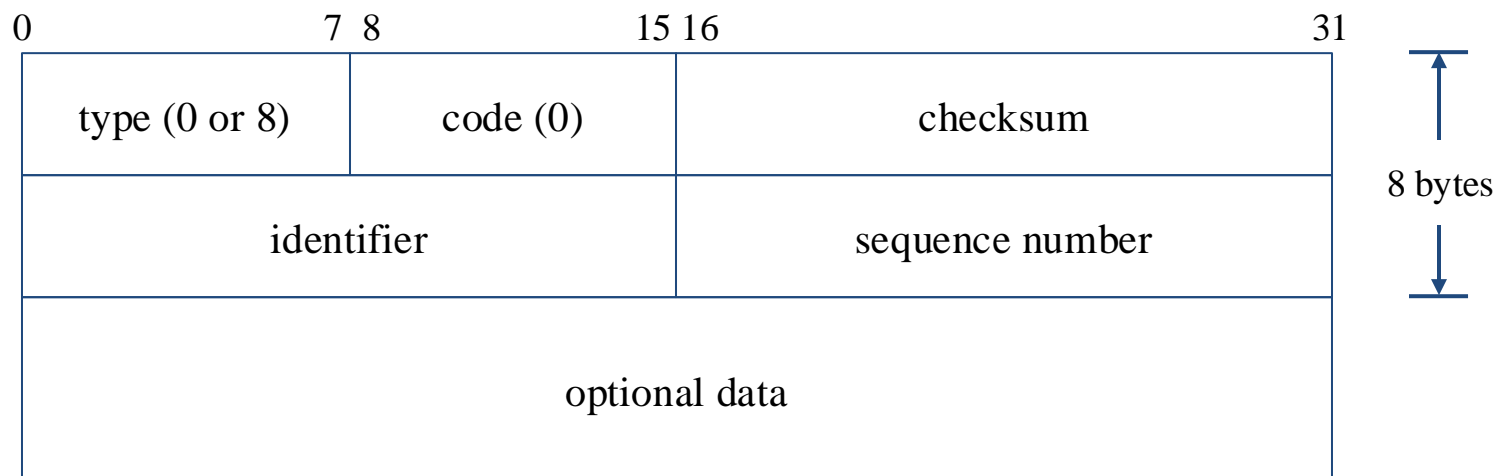 0 7 8 15 16 31
type (0 or 8) code (0) checksum
8 bytes
identifier sequence number
optional data